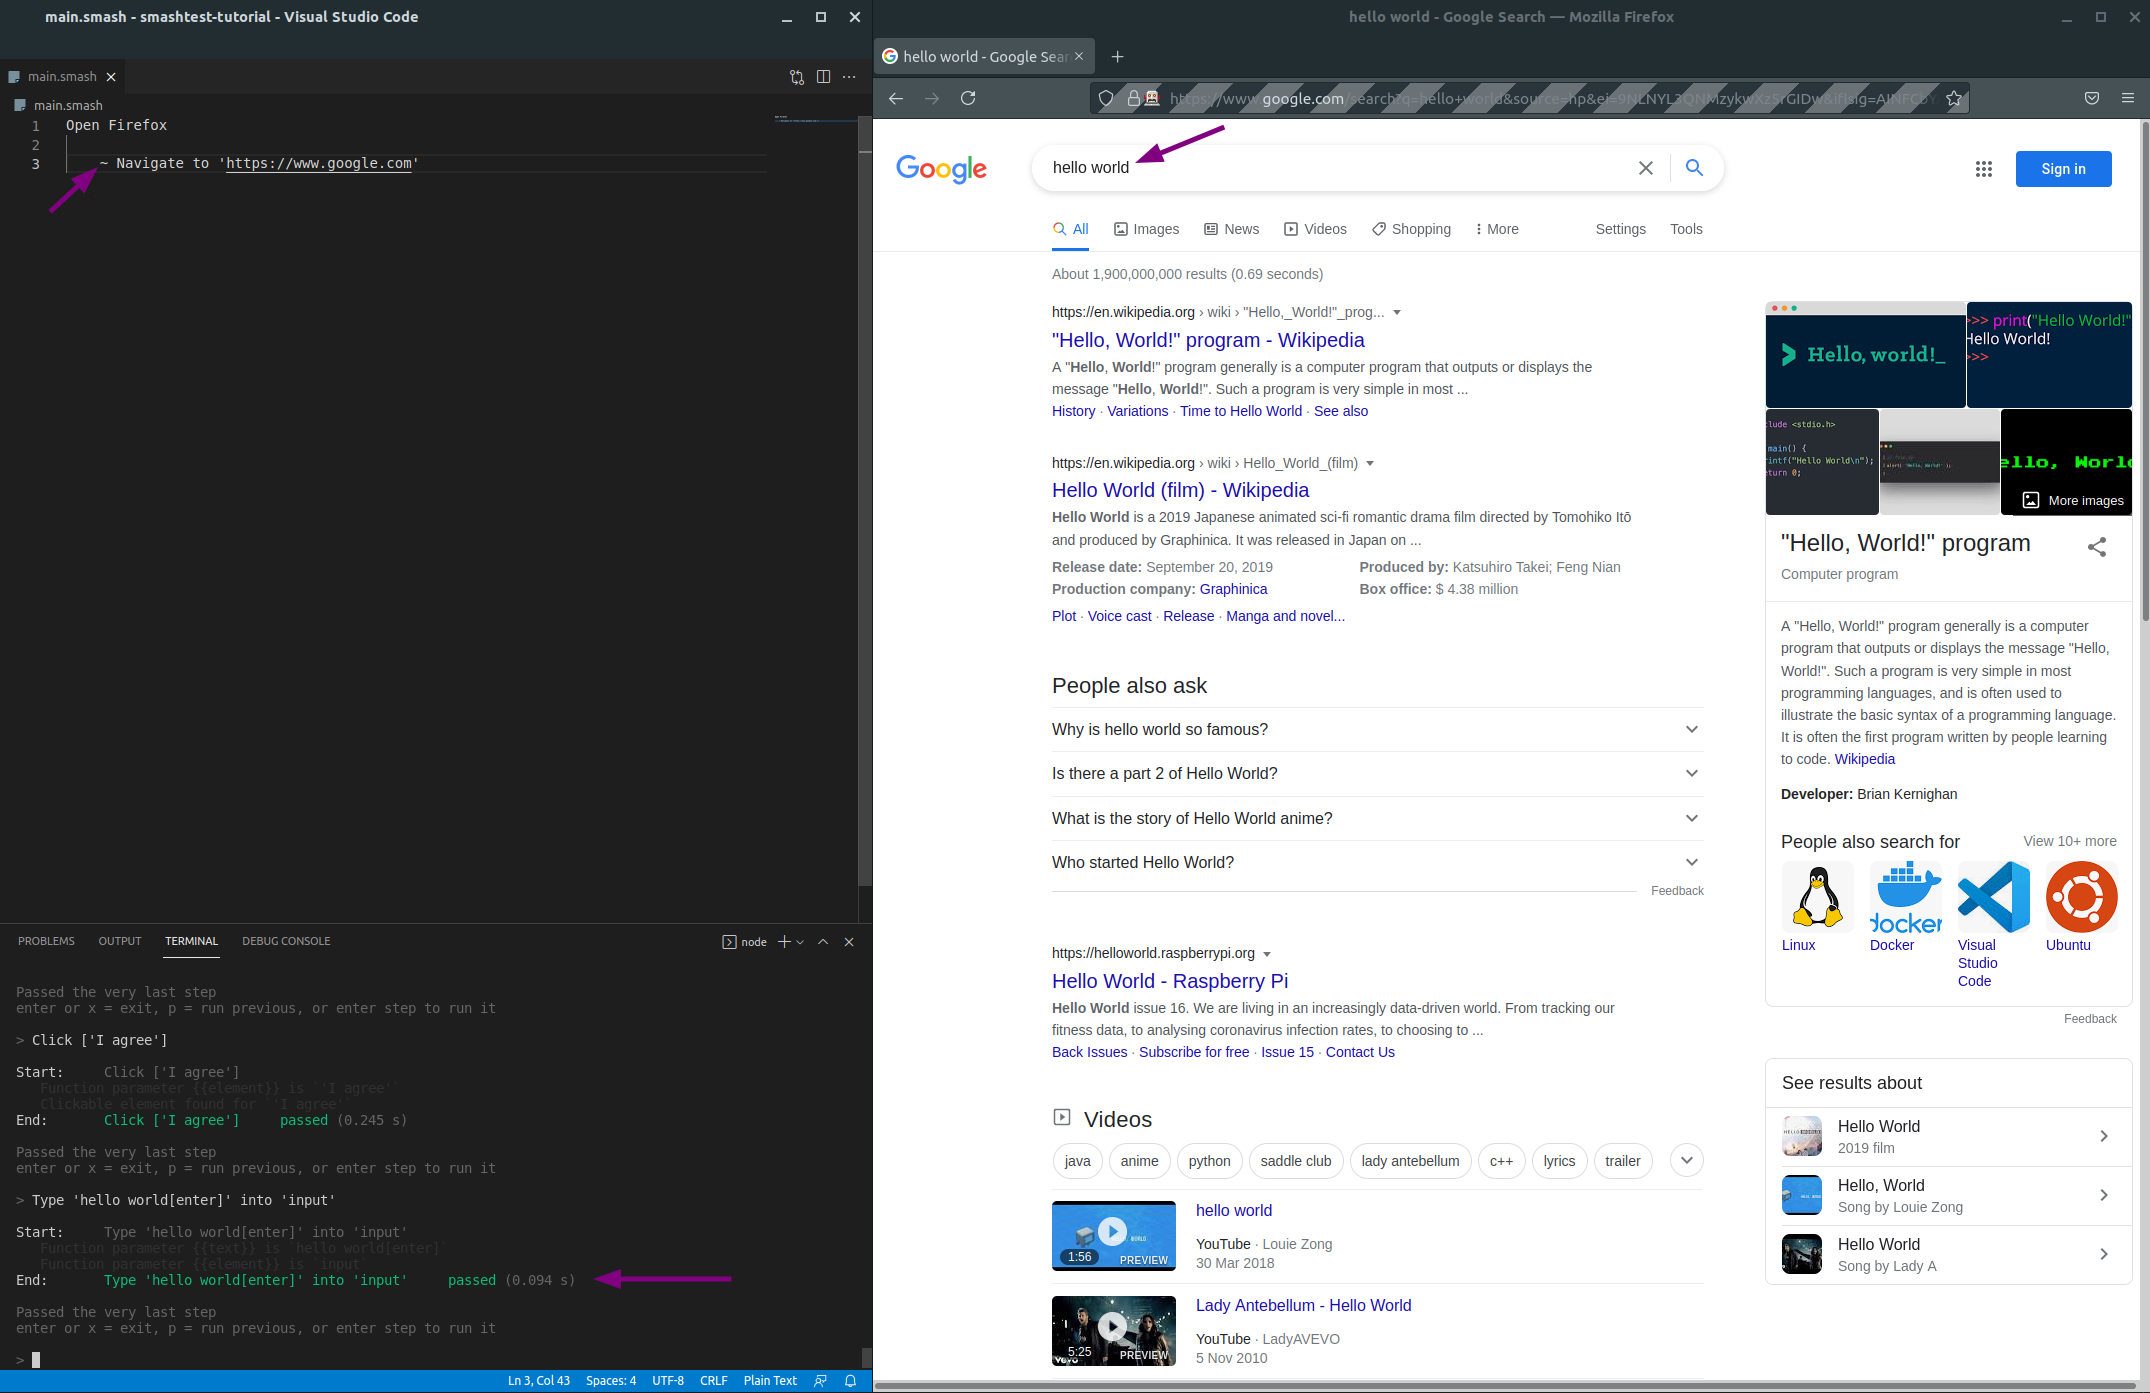 main.smash - smashtest-tutorial - Visual Studio Code
main.smash
main.smash
1 Open Firefox
2
3 ~ Navigate to 'https://www.google.com'
PROBLEMS OUTPUT TERMINAL DEBUG CONSOLE node
Passed the very last step
enter or x = exit, p = run previous, or enter step to run it
> Click ['I agree']
Start: Click ['I agree']
Function parameter {{element}} is `'I agree'`
Clickable element found for `'I agree'`
End: Click ['I agree'] passed (0.245 s)
Passed the very last step
enter or x = exit, p = run previous, or enter step to run it
> Type 'hello world[enter]' into 'input'
Start: Type 'hello world[enter]' into 'input'
Function parameter {{text}} is `hello world[enter]`
Function parameter {{element}} is `input`
End: Type 'hello world[enter]' into 'input' passed (0.094 s)
Passed the very last step
enter or x = exit, p = run previous, or enter step to run it
>
Ln 3, Col 43 Spaces: 4 UTF-8 CRLF Plain Text
hello world - Google Search — Mozilla Firefox
hello world - Google Sear
https://www.google.com/search?q=hello+world&source=hp
Google
hello world
Sign in
All Images News Videos Shopping More Settings Tools
About 1,900,000,000 results (0.69 seconds)
https://en.wikipedia.org › wiki › "Hello,_World!"_prog...
"Hello, World!" program - Wikipedia
A "Hello, World!" program generally is a computer program that outputs or displays the
message "Hello, World!". Such a program is very simple in most ...
History · Variations · Time to Hello World · See also
https://en.wikipedia.org › wiki › Hello_World_(film)
Hello World (film) - Wikipedia
Hello World is a 2019 Japanese animated sci-fi romantic drama film directed by Tomohiko Itō
and produced by Graphinica. It was released in Japan on ...
Release date: September 20, 2019 Produced by: Katsuhiro Takei; Feng Nian
Production company: Graphinica Box office: $ 4.38 million
Plot · Voice cast · Release · Manga and novel...
People also ask
Why is hello world so famous?
Is there a part 2 of Hello World?
What is the story of Hello World anime?
Who started Hello World?
Feedback
https://helloworld.raspberrypi.org
Hello World - Raspberry Pi
Hello World issue 16. We are living in an increasingly data-driven world. From tracking our
fitness data, to analysing coronavirus infection rates, to choosing to ...
Back Issues · Subscribe for free · Issue 15 · Contact Us
Videos
java anime python saddle club lady antebellum c++ lyrics trailer
hello world
YouTube · Louie Zong
30 Mar 2018
1:56 PREVIEW
Lady Antebellum - Hello World
YouTube · LadyAVEVO
5 Nov 2010
vevo 5:25 PREVIEW
Hello, world!_
>>> print("Hello World!"
Hello World!
>>>
clude <stdio.h>
main() {
rintf("Hello World\n");
eturn 0;
ello, Worl
More images
"Hello, World!" program
Computer program
A "Hello, World!" program generally is a computer
program that outputs or displays the message "Hello,
World!". Such a program is very simple in most
programming languages, and is often used to
illustrate the basic syntax of a programming language.
It is often the first program written by people learning
to code. Wikipedia
Developer: Brian Kernighan
People also search for View 10+ more
docker
Linux Docker Visual Studio Code Ubuntu
Feedback
See results about
Hello World
2019 film
Hello, World
Song by Louie Zong
Hello World
Song by Lady A